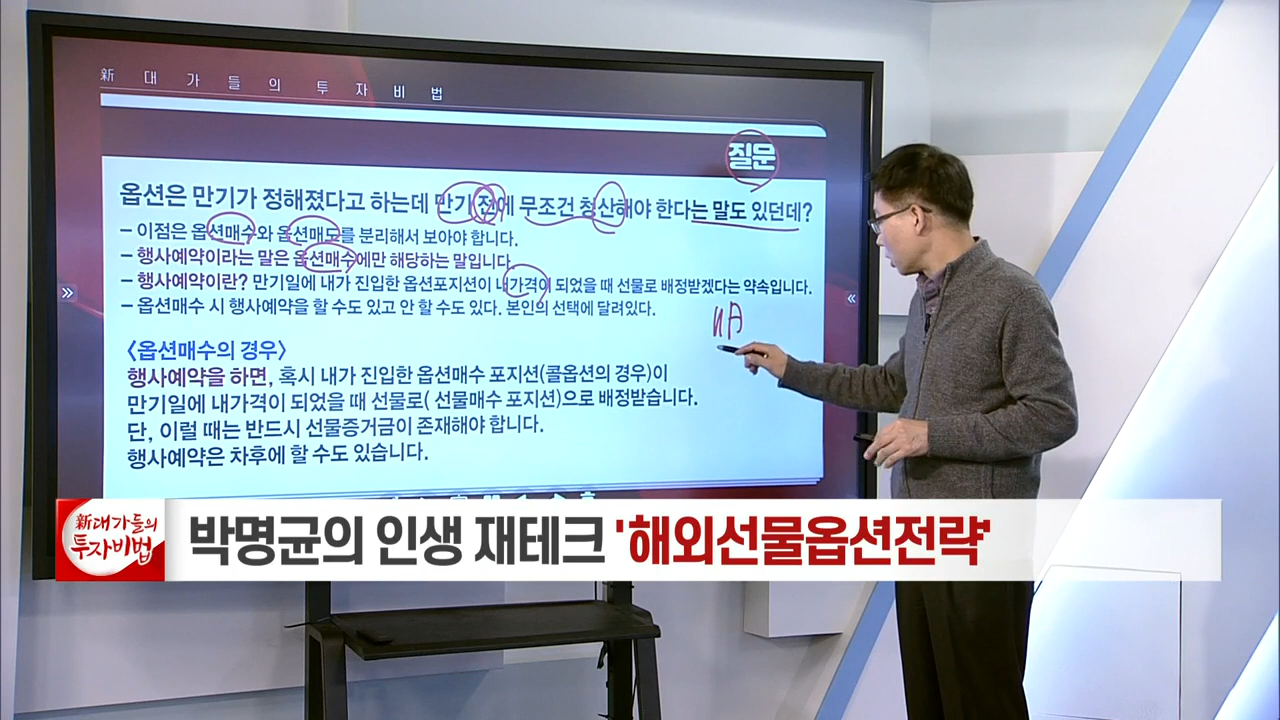 新 대가들의 투자비법
질문
옵션은 만기가 정해졌다고 하는데 만기 전에 무조건 청산해야 한다는 말도 있던데?
– 이점은 옵션매수와 옵션매도를 분리해서 보아야 합니다.
– 행사예약이라는 말은 옵션매수에만 해당하는 말입니다.
– 행사예약이란? 만기일에 내가 진입한 옵션포지션이 내가격이 되었을 때 선물로 배정받겠다는 약속입니다.
– 옵션매수 시 행사예약을 할 수도 있고 안 할 수도 있다. 본인의 선택에 달려있다.
〈옵션매수의 경우〉
행사예약을 하면, 혹시 내가 진입한 옵션매수 포지션(콜옵션의 경우)이
만기일에 내가격이 되었을 때 선물로( 선물매수 포지션)으로 배정받습니다.
단, 이럴 때는 반드시 선물증거금이 존재해야 합니다.
행사예약은 차후에 할 수도 있습니다.
新대가들의
투자비법
박명균의 인생 재테크 '해외선물옵션전략'